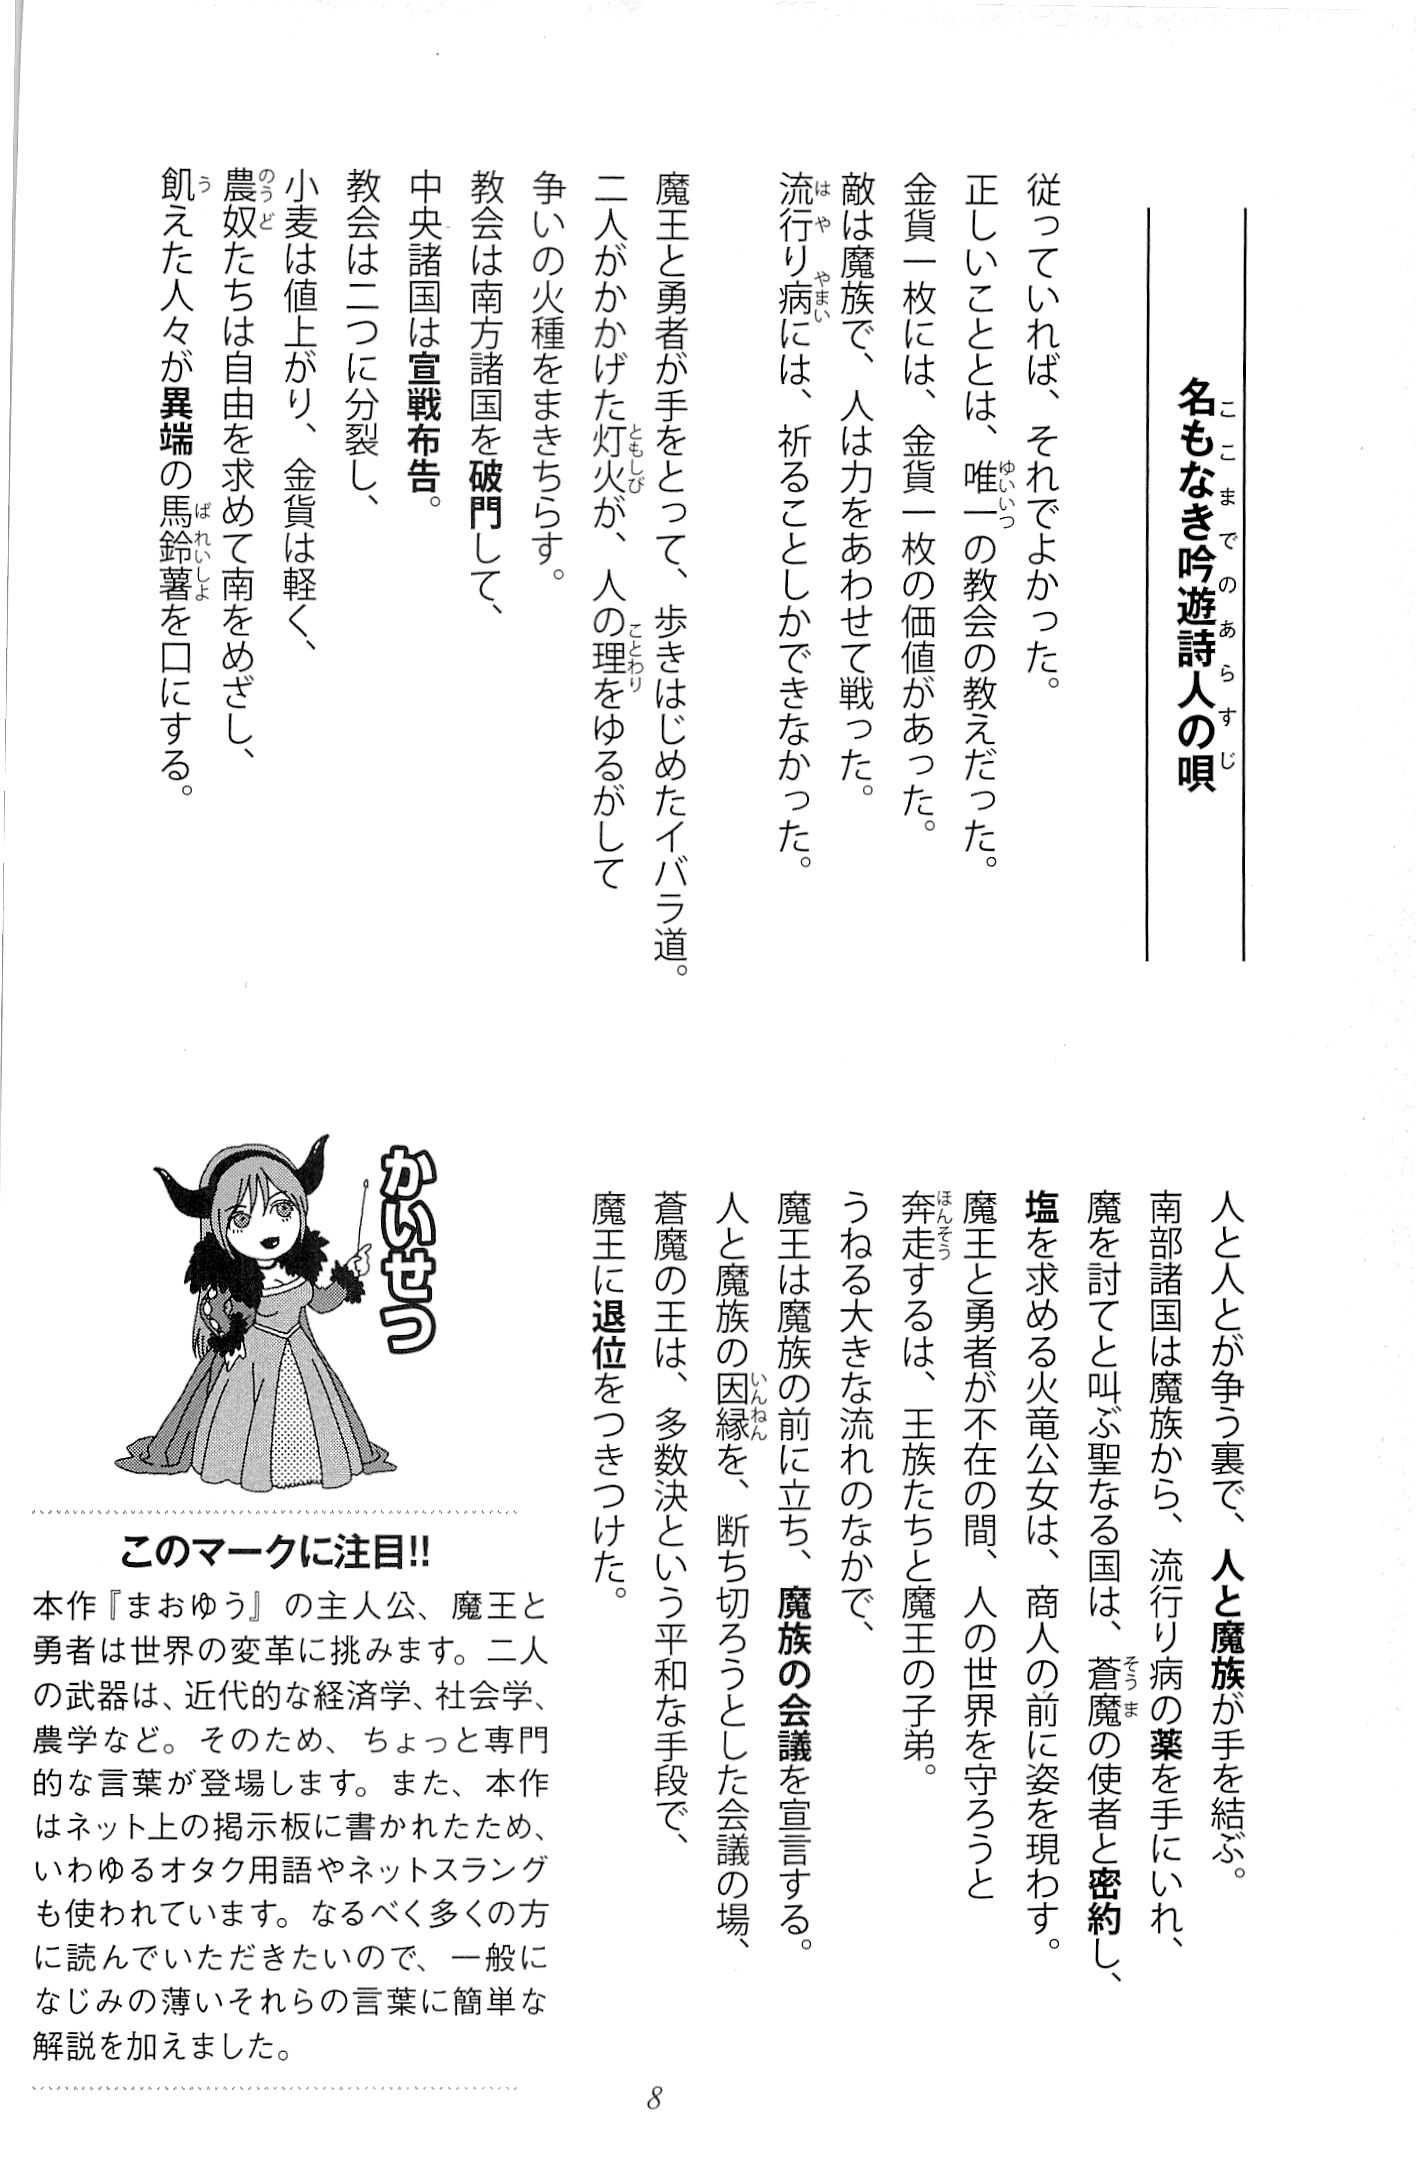 名もなき吟遊詩人の唄
ここまでのあらすじ
従っていれば、それでよかった。
正しいこととは、唯一の教会の教えだった。
金貨一枚には、金貨一枚の価値があった。
敵は魔族で、人は力をあわせて戦った。
流行り病には、祈ることしかできなかった。
魔王と勇者が手をとって、歩きはじめたイバラ道。
二人がかかげた灯火が、人の理をゆるがして
争いの火種をまきちらす。
教会は南方諸国を破門して、
中央諸国は宣戦布告。
教会は二つに分裂し、
小麦は値上がり、金貨は軽く、
農奴たちは自由を求めて南をめざし、
飢えた人々が異端の馬鈴薯を口にする。
人と人とが争う裏で、人と魔族が手を結ぶ。
南部諸国は魔族から、流行り病の薬を手にいれ、
魔を討てと叫ぶ聖なる国は、蒼魔の使者と密約し、
塩を求める火竜公女は、商人の前に姿を現わす。
魔王と勇者が不在の間、人の世界を守ろうと
奔走するは、王族たちと魔王の子弟。
うねる大きな流れのなかで、
魔王は魔族の前に立ち、魔族の会議を宣言する。
人と魔族の因縁を、断ち切ろうとした会議の場、
蒼魔の王は、多数決という平和な手段で、
魔王に退位をつきつけた。
かいせつ
このマークに注目!!
本作『まおゆう』の主人公、魔王と
勇者は世界の変革に挑みます。二人
の武器は、近代的な経済学、社会学、
農学など。そのため、ちょっと専門
的な言葉が登場します。また、本作
はネット上の掲示板に書かれたため、
いわゆるオタク用語やネットスラング
も使われています。なるべく多くの方
に読んでいただきたいので、一般に
なじみの薄いそれらの言葉に簡単な
解説を加えました。
8